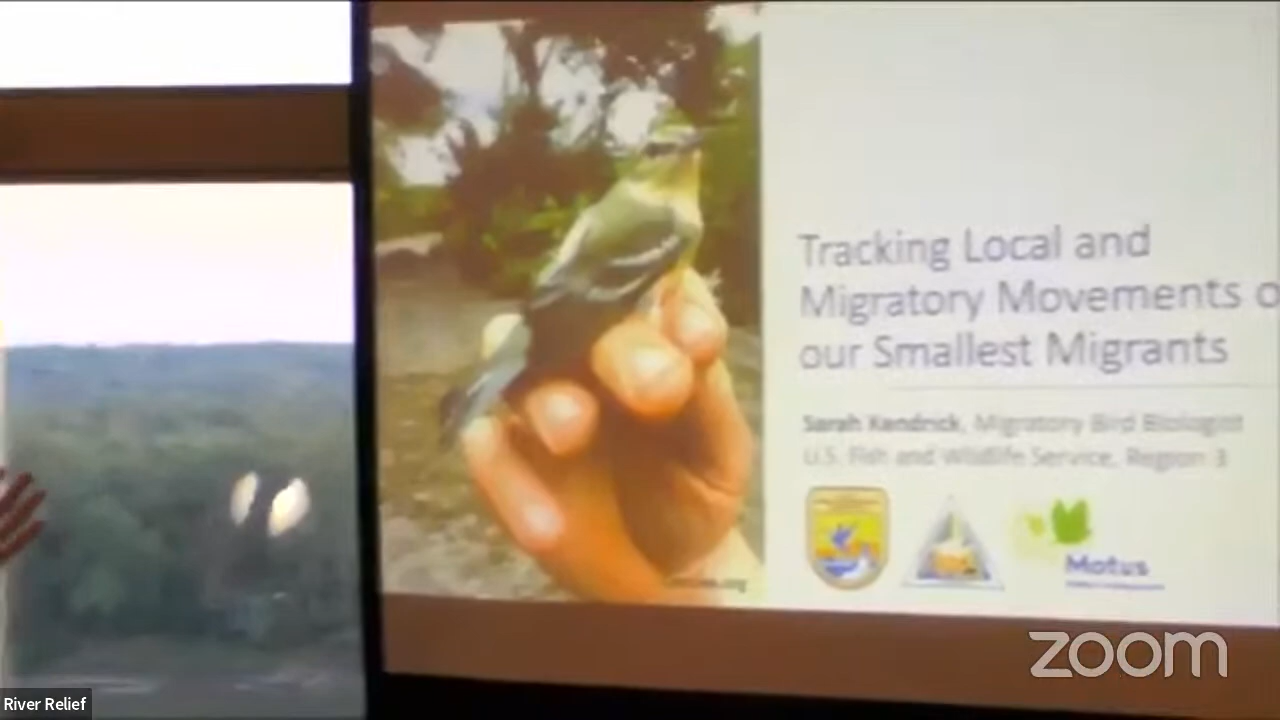 Tracking Local and
Migratory Movements o
our Smallest Migrants
Sarah Kendrick, Migratory Bird Biologist
U.S. Fish and Wildlife Service, Region 3
Motus
zoom
River Relief